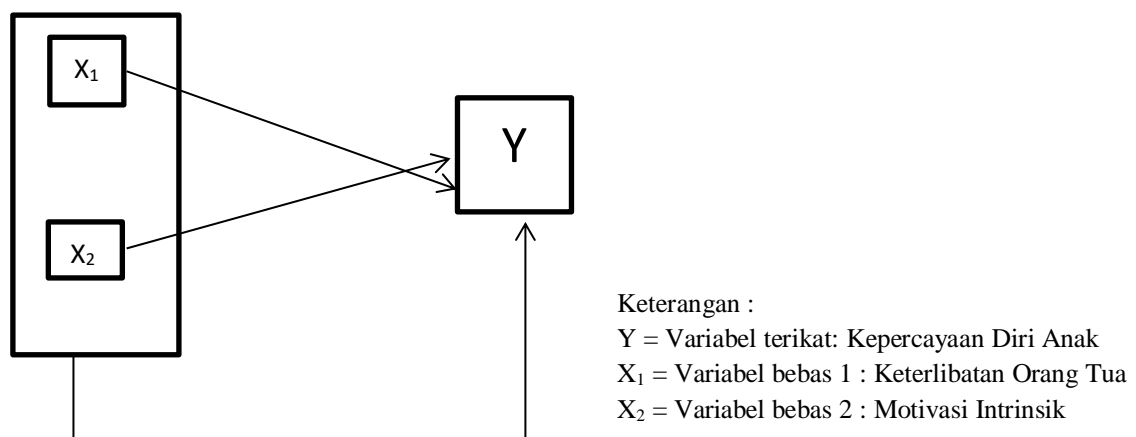 X₁
Y
X₂
Keterangan :
Y = Variabel terikat: Kepercayaan Diri Anak
X₁ = Variabel bebas 1 : Keterlibatan Orang Tua
X₂ = Variabel bebas 2 : Motivasi Intrinsik